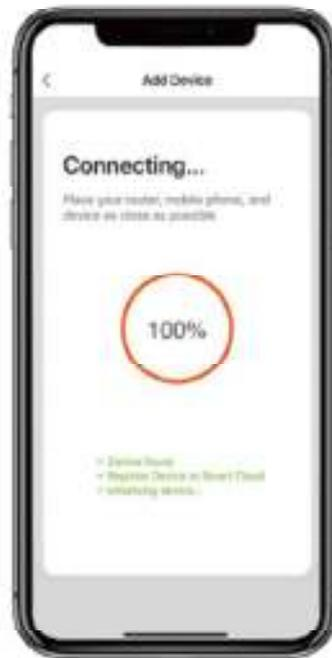 Add Device
Connecting...
Place your router, mobile phone, and
device as close as possible
100%
Device found
Register Device to Smart Cloud
Initializing device...